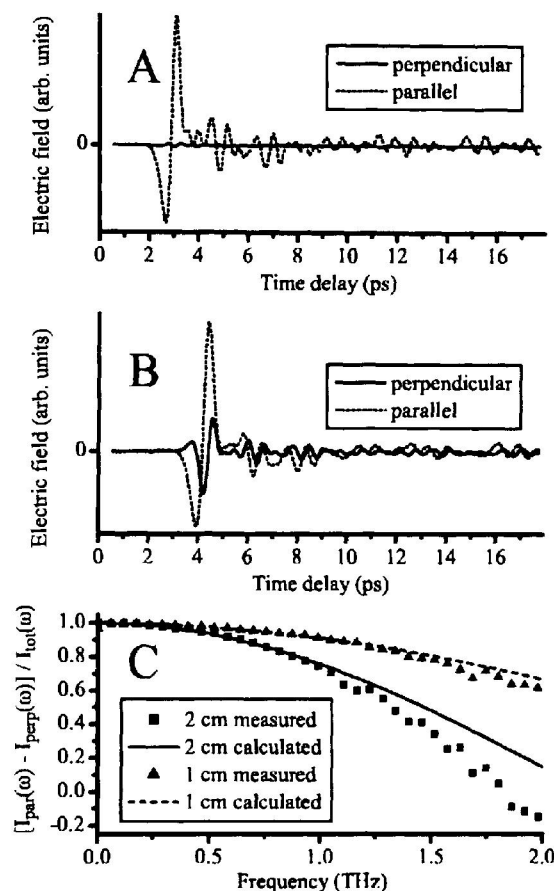 A
perpendicular
parallel
Electric field (arb. units)
0
0 2 4 6 8 10 12 14 16
Time delay (ps)
B
perpendicular
parallel
Electric field (arb. units)
0
0 2 4 6 8 10 12 14 16
Time delay (ps)
[Ipar(ω) - Iperp(ω)] / Itot(ω)
1.0
0.8
0.6
0.4
0.2
0.0
-0.2
C
2 cm measured
2 cm calculated
1 cm measured
1 cm calculated
0.0 0.5 1.0 1.5 2.0
Frequency (THz)